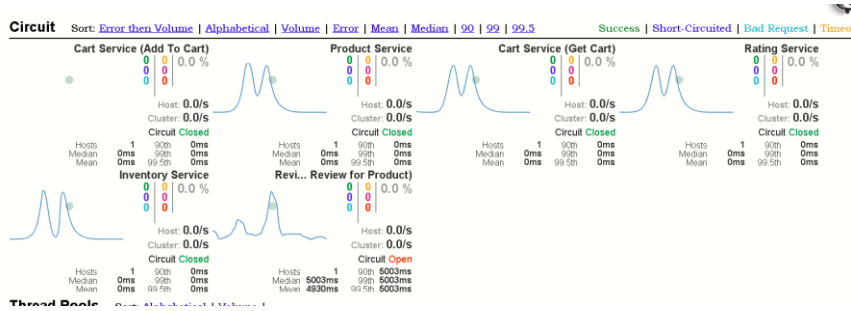 Circuit Sort: Error then Volume | Alphabetical | Volume | Error | Mean | Median | 90 | 99 | 99.5 Success | Short-Circuited | Bad Request | Timeo
Cart Service (Add To Cart) Product Service Cart Service (Get Cart) Rating Service
0 0 0.0 % 0 0 0.0 % 0 0 0.0 % 0 0 0.0 %
0 0 0 0 0 0 0 0
0 0 0 0 0 0 0 0
Host: 0.0/s Host: 0.0/s Host: 0.0/s Host: 0.0/s
Cluster: 0.0/s Cluster: 0.0/s Cluster: 0.0/s Cluster: 0.0/s
Circuit Closed Circuit Closed Circuit Closed Circuit Closed
Hosts 1 90th 0ms Hosts 1 90th 0ms Hosts 1 90th 0ms Hosts 1 90th 0ms
Median 0ms 99th 0ms Median 0ms 99th 0ms Median 0ms 99th 0ms Median 0ms 99th 0ms
Mean 0ms 99.5th 0ms Mean 0ms 99.5th 0ms Mean 0ms 99.5th 0ms Mean 0ms 99.5th 0ms
Inventory Service Revi... Review for Product)
0 0 0.0 % 0 0 0.0 %
0 0 0 0
0 0 0 0
Host: 0.0/s Host: 0.0/s
Cluster: 0.0/s Cluster: 0.0/s
Circuit Closed Circuit Open
Hosts 1 90th 0ms Hosts 1 90th 5003ms
Median 0ms 99th 0ms Median 5003ms 99th 5003ms
Mean 0ms 99.5th 0ms Mean 4930ms 99.5th 5003ms
Thread Pools Sort: Alphabetical | Volume |